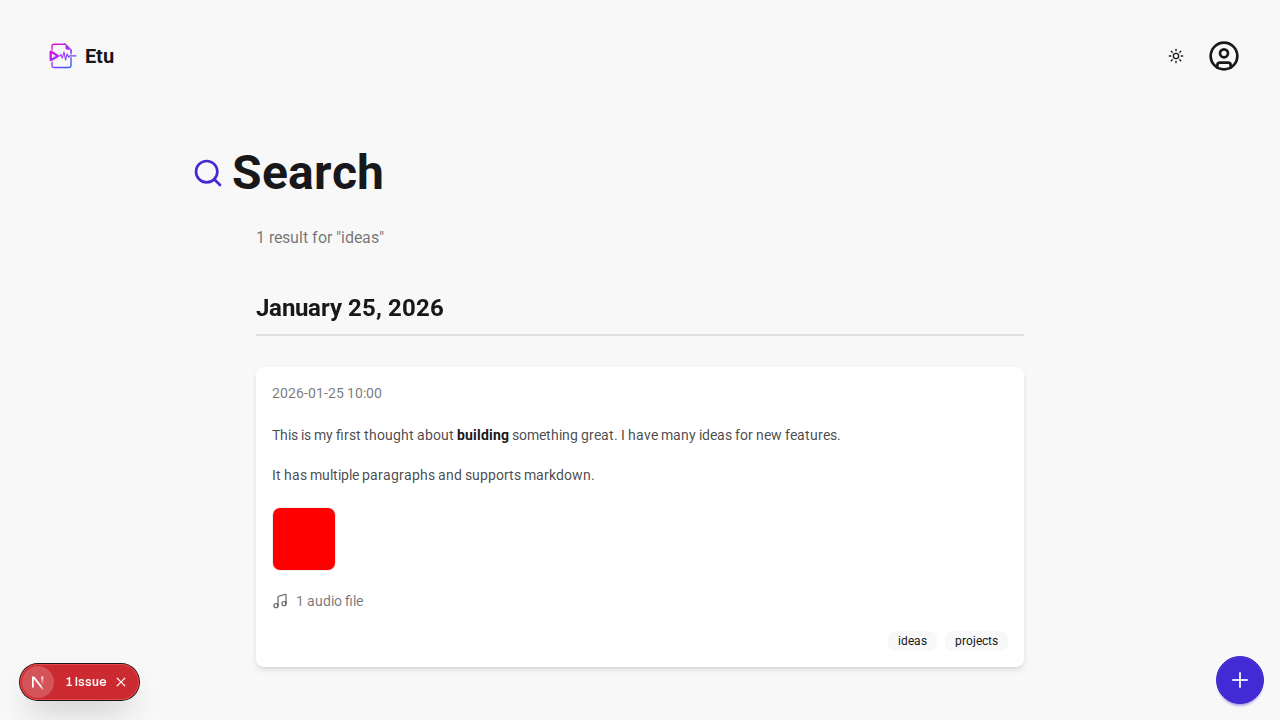 Etu
Search
1 result for "ideas"
January 25, 2026
2026-01-25 10:00
This is my first thought about building something great. I have many ideas for new features.
It has multiple paragraphs and supports markdown.
1 audio file
ideas projects
N 1 Issue